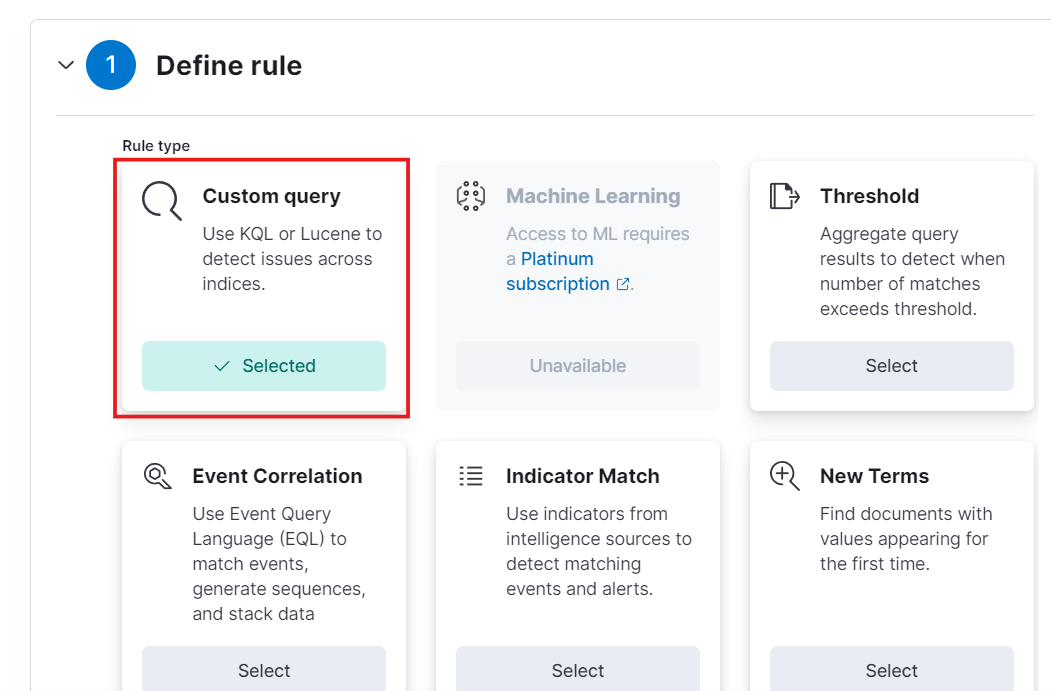 1 Define rule
Rule type
Custom query
Use KQL or Lucene to
detect issues across
indices.
Selected
Machine Learning
Access to ML requires
a Platinum
subscription.
Unavailable
Threshold
Aggregate query
results to detect when
number of matches
exceeds threshold.
Select
Event Correlation
Use Event Query
Language (EQL) to
match events,
generate sequences,
and stack data
Select
Indicator Match
Use indicators from
intelligence sources to
detect matching
events and alerts.
Select
New Terms
Find documents with
values appearing for
the first time.
Select